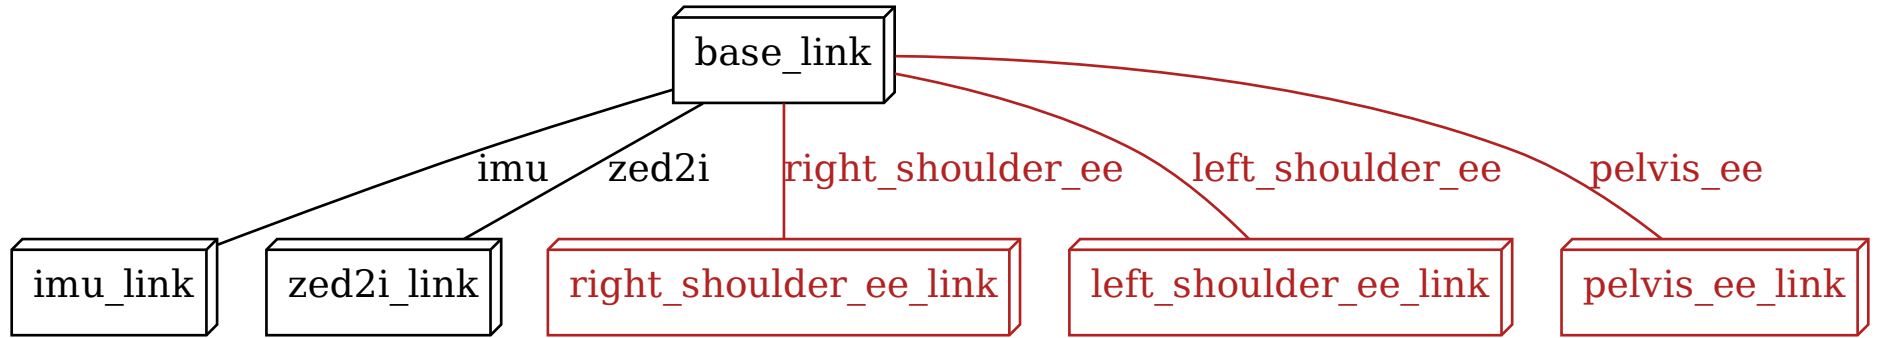 base_link
imu
zed2i
right_shoulder_ee
left_shoulder_ee
pelvis_ee
imu_link
zed2i_link
right_shoulder_ee_link
left_shoulder_ee_link
pelvis_ee_link